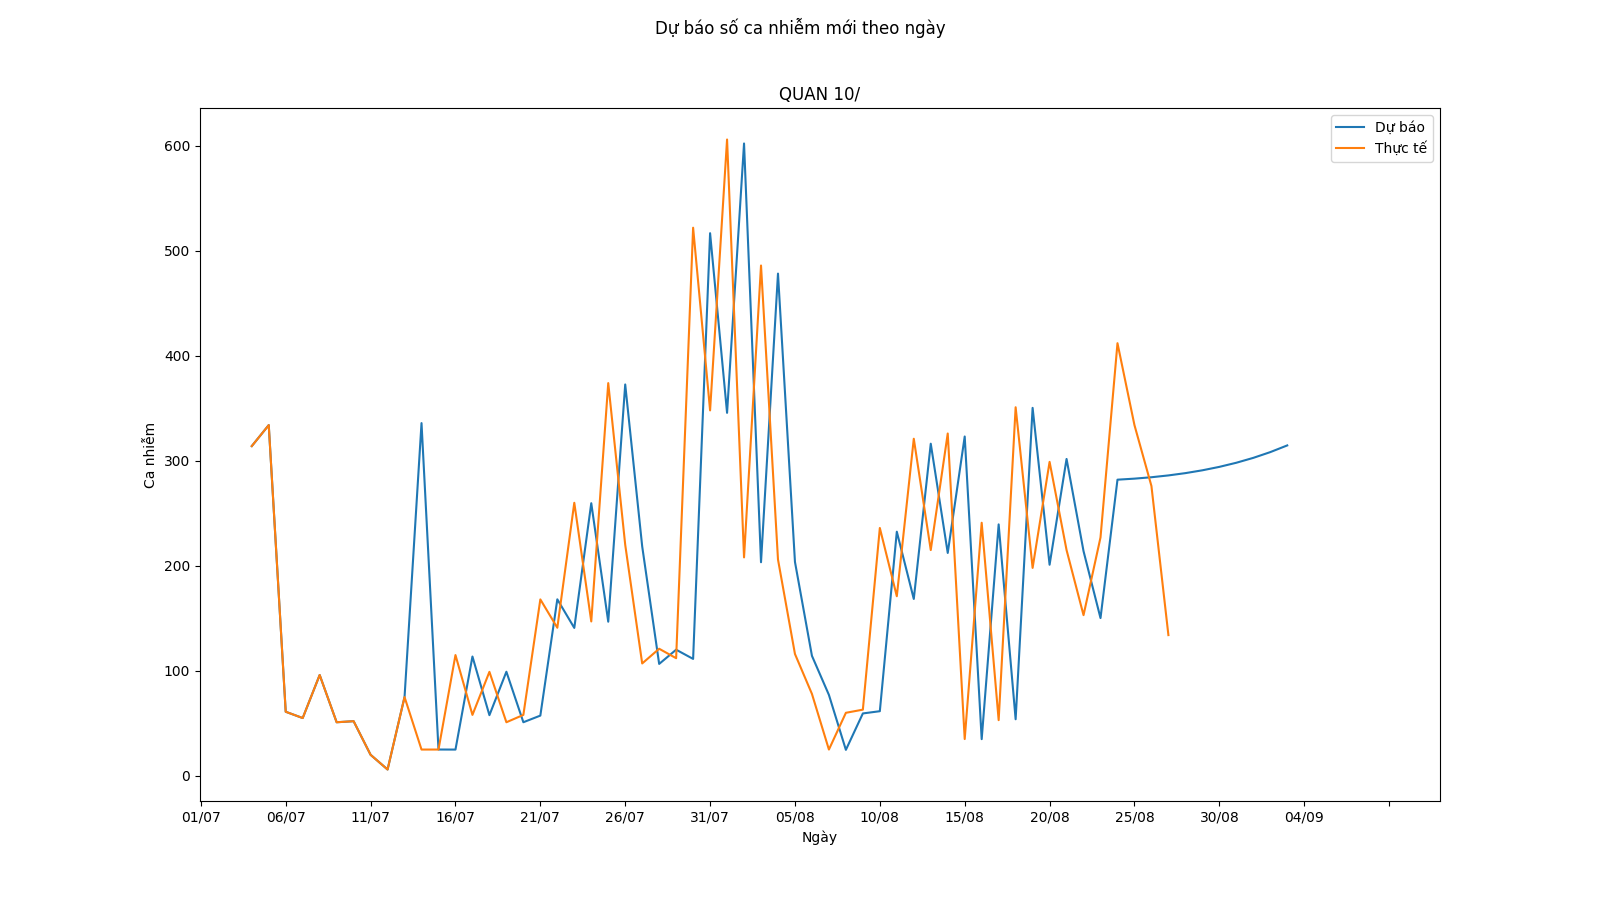 Dự báo số ca nhiễm mới theo ngày
QUAN 10/
Dự báo
Thực tế
600
500
400
300
200
100
0
Ca nhiễm
01/07 06/07 11/07 16/07 21/07 26/07 31/07 05/08 10/08 15/08 20/08 25/08 30/08 04/09
Ngày